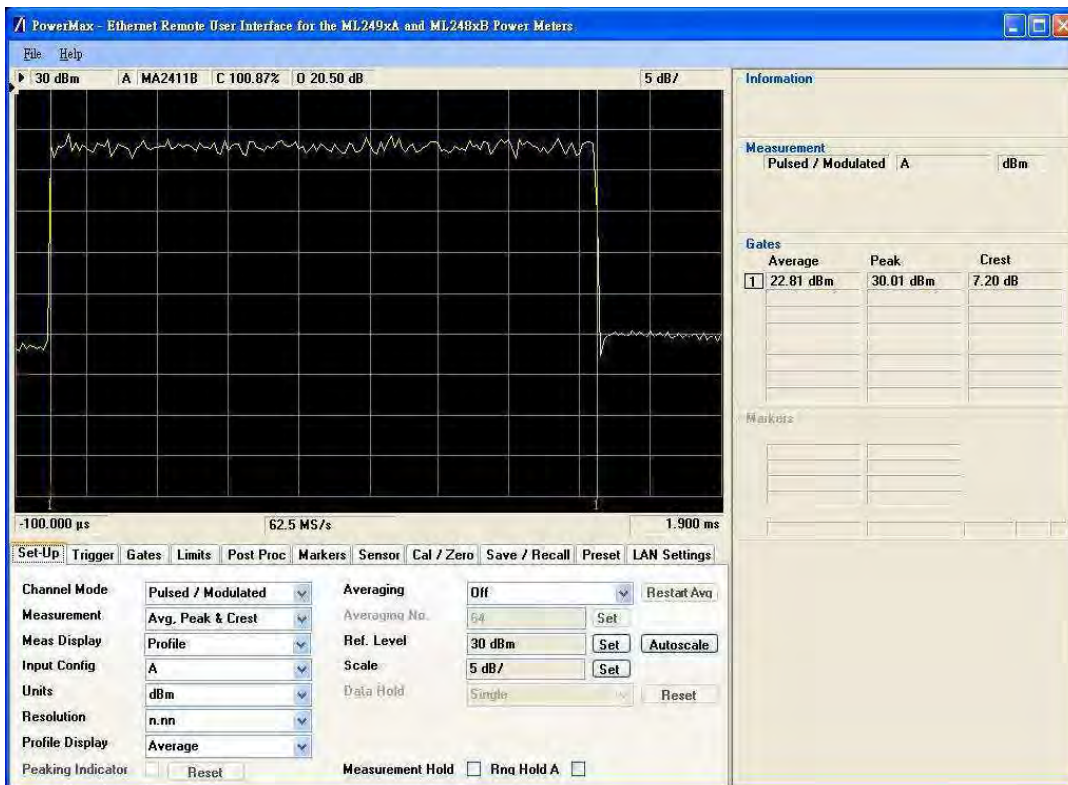 PowerMax - Ethernet Remote User Interface for the ML249xA and ML248xB Power Meters
File Help
30 dBm A MA2411B C 100.87% O 20.50 dB 5 dB/
1 1
-100.000 µs 62.5 MS/s 1.900 ms
Information
Measurement
Pulsed / Modulated A dBm
Gates
Average Peak Crest
1 22.81 dBm 30.01 dBm 7.20 dB
Markers
Set-Up Trigger Gates Limits Post Proc Markers Sensor Cal / Zero Save / Recall Preset LAN Settings
Channel Mode Pulsed / Modulated Averaging Off Restart Avg
Measurement Avg, Peak & Crest Averaging No. 64 Set
Meas Display Profile Ref. Level 30 dBm Set Autoscale
Input Config A Scale 5 dB/ Set
Units dBm Data Hold Single Reset
Resolution n.nn
Profile Display Average
Peaking Indicator Reset Measurement Hold Rng Hold A